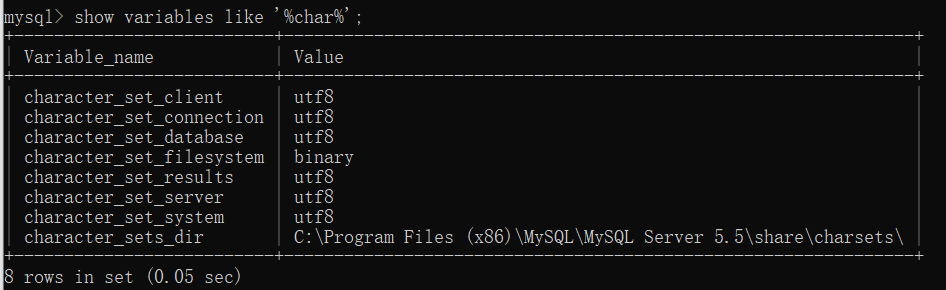 mysql> show variables like '%char%';
+--------------------------+---------------------------------------------------------------+
| Variable_name            | Value                                                         |
+--------------------------+---------------------------------------------------------------+
| character_set_client     | utf8                                                          |
| character_set_connection | utf8                                                          |
| character_set_database   | utf8                                                          |
| character_set_filesystem | binary                                                        |
| character_set_results    | utf8                                                          |
| character_set_server     | utf8                                                          |
| character_set_system     | utf8                                                          |
| character_sets_dir       | C:\Program Files (x86)\MySQL\MySQL Server 5.5\share\charsets\ |
+--------------------------+---------------------------------------------------------------+
8 rows in set (0.05 sec)